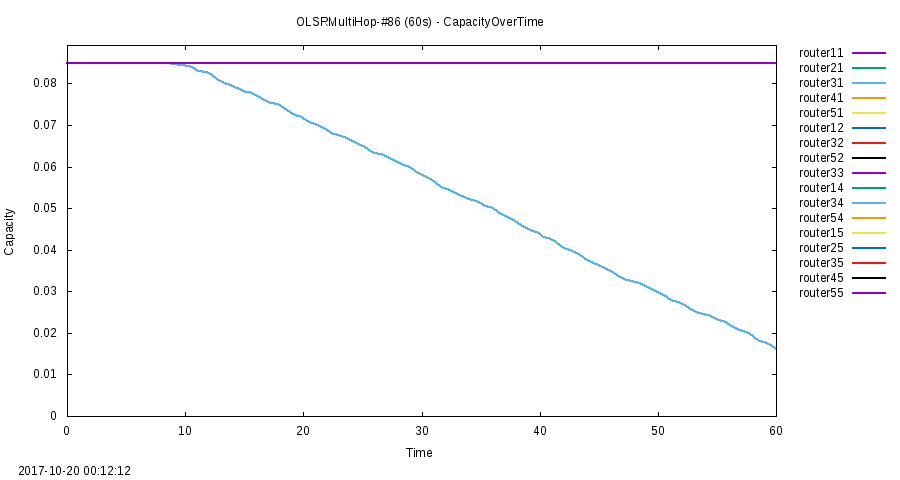 OLSRMultiHop-#86 (60s) - CapacityOverTime
router11
router21
router31
router41
router51
router12
router32
router52
router33
router14
router34
router54
router15
router25
router35
router45
router55
0.08
0.07
0.06
0.05
0.04
0.03
0.02
0.01
0
Capacity
0 10 20 30 40 50 60
Time
2017-10-20 00:12:12